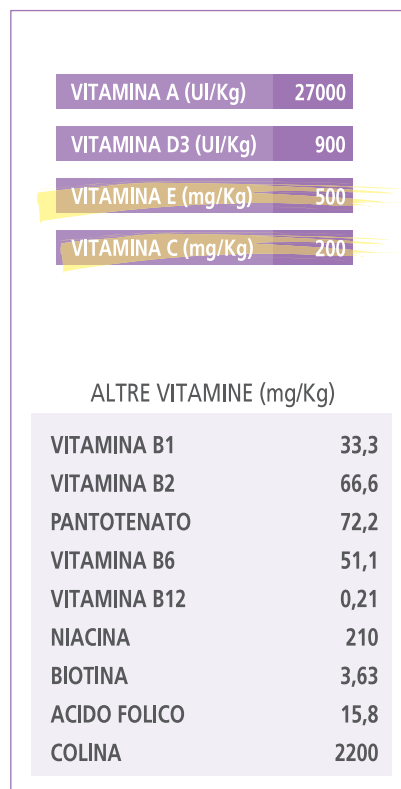 VITAMINA A (UI/Kg) 27000
VITAMINA D3 (UI/Kg) 900
VITAMINA E (mg/Kg) 500
VITAMINA C (mg/Kg) 200
ALTRE VITAMINE (mg/Kg)
VITAMINA B1 33,3
VITAMINA B2 66,6
PANTOTENATO 72,2
VITAMINA B6 51,1
VITAMINA B12 0,21
NIACINA 210
BIOTINA 3,63
ACIDO FOLICO 15,8
COLINA 2200